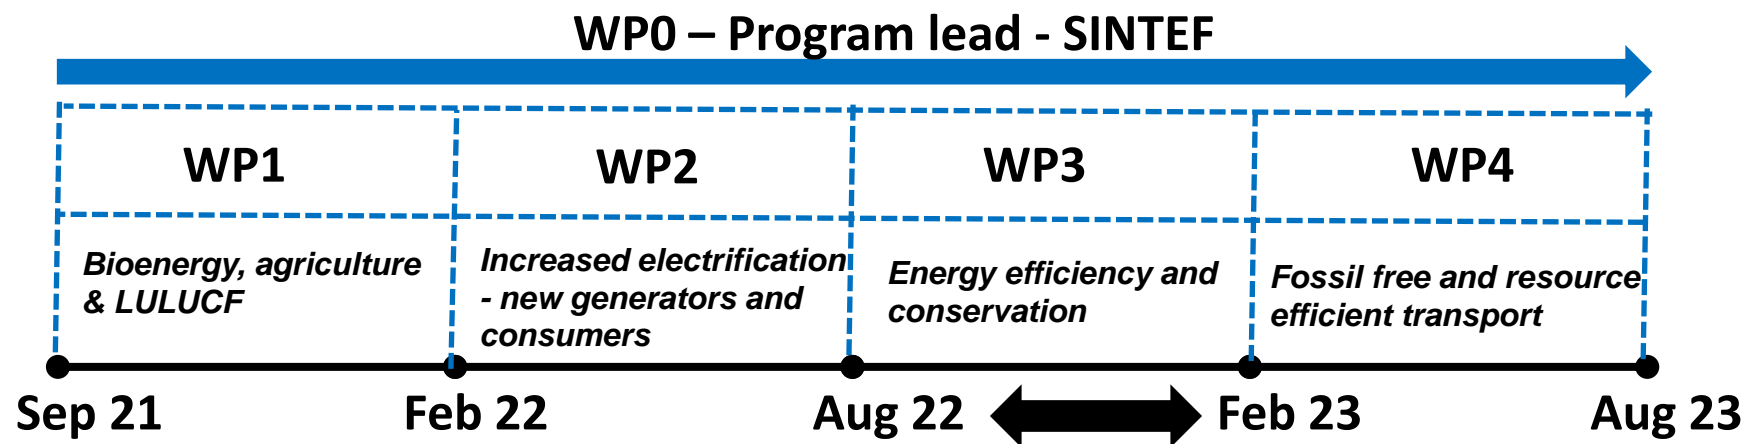 WP0 – Program lead - SINTEF
WP1
WP2
WP3
WP4
Bioenergy, agriculture
& LULUCF
Increased electrification
- new generators and
consumers
Energy efficiency and
conservation
Fossil free and resource
efficient transport
Sep 21
Feb 22
Aug 22
Feb 23
Aug 23